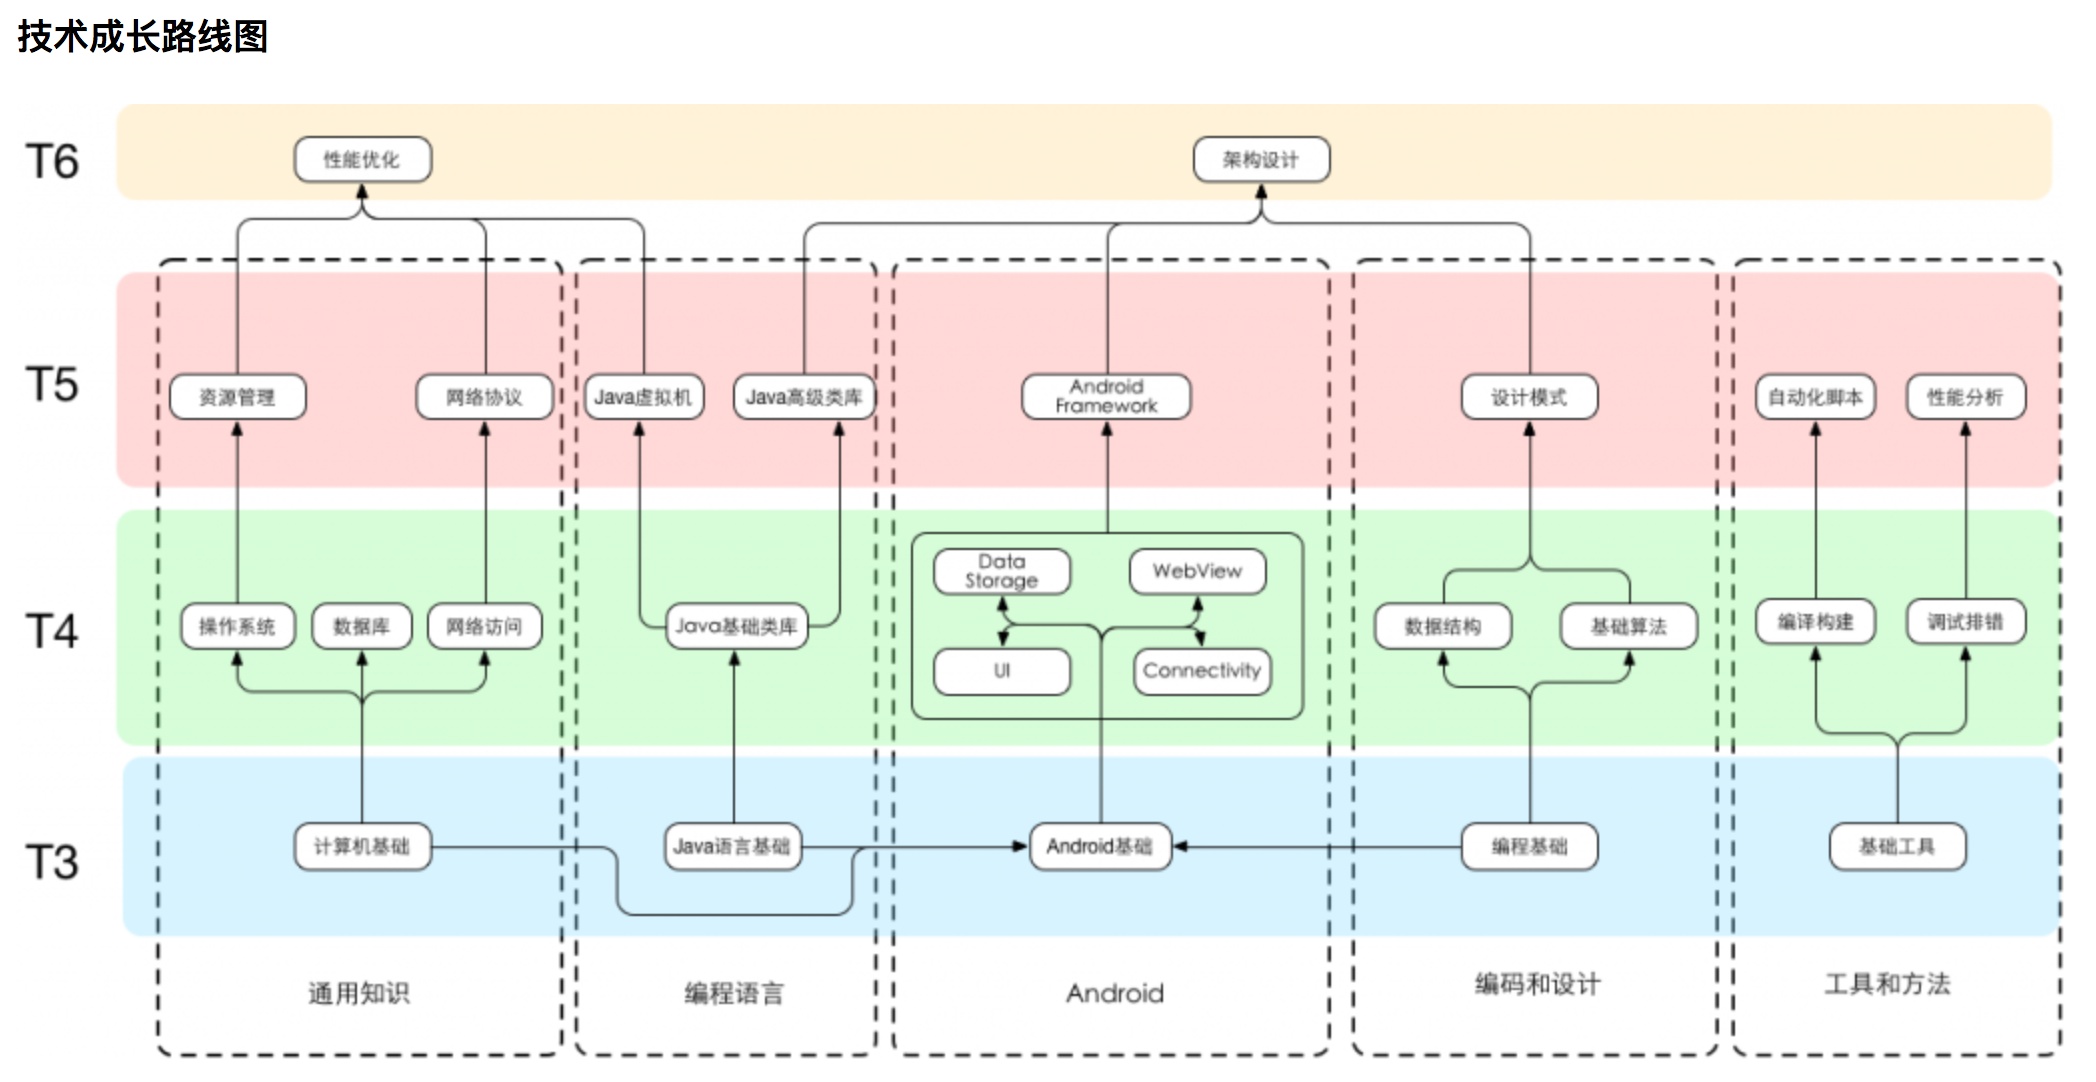 技术成长路线图
T6
性能优化
架构设计
T5
资源管理
网络协议
Java虚拟机
Java高级类库
Android
Framework
设计模式
自动化脚本
性能分析
T4
操作系统
数据库
网络访问
Java基础类库
Data
Storage
WebView
UI
Connectivity
数据结构
基础算法
编译构建
调试排错
T3
计算机基础
Java语言基础
Android基础
编程基础
基础工具
通用知识
编程语言
Android
编码和设计
工具和方法